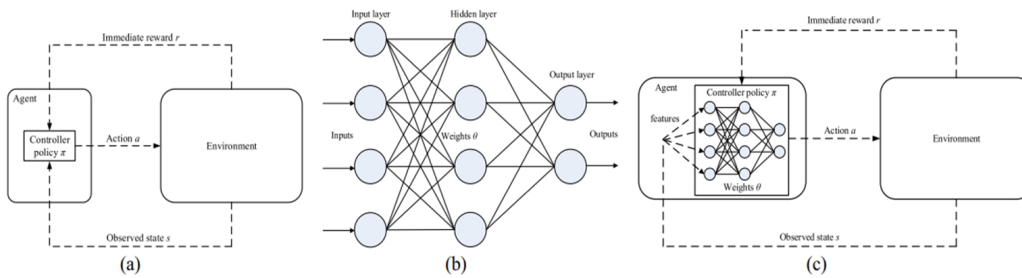 Immediate reward r
Agent
Controller
policy π
Action a
Environment
Observed state s
(a)
Input layer
Hidden layer
Output layer
Inputs
Weights θ
Outputs
(b)
Immediate reward r
Agent
Controller policy π
features
Weights θ
Action a
Environment
Observed state s
(c)